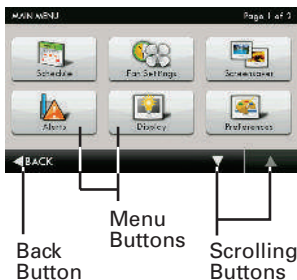 MAIN MENU Page 1 of 2
Schedule Fan Settings Screensaver
Alerts Display Preferences
BACK
Menu
Buttons
Back
Button
Scrolling
Buttons